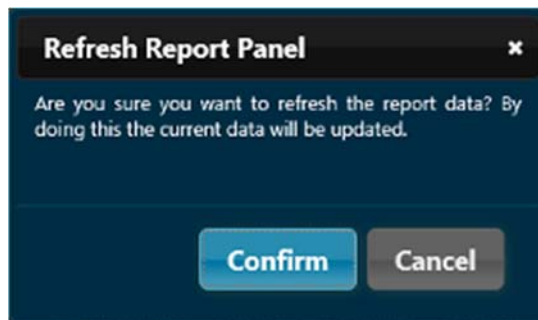 Refresh Report Panel
Are you sure you want to refresh the report data? By
doing this the current data will be updated.
Confirm Cancel